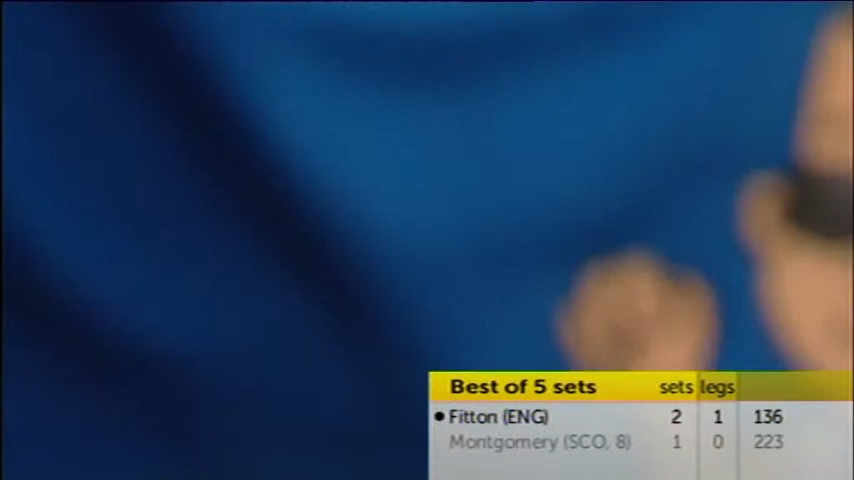 Best of 5 sets sets legs
Fitton (ENG) 2 1 136
Montgomery (SCO, 8) 1 0 223